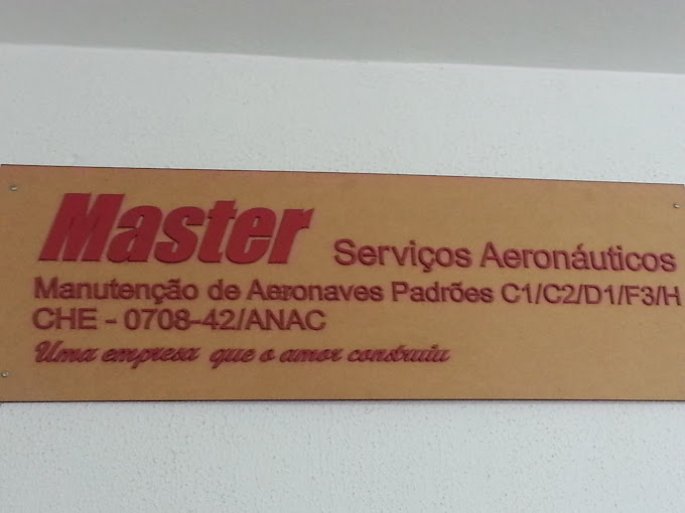 Master Serviços Aeronáuticos
Manutenção de Aeronaves Padrões C1/C2/D1/F3/H
CHE - 0708-42/ANAC
Uma empresa que o amor construiu